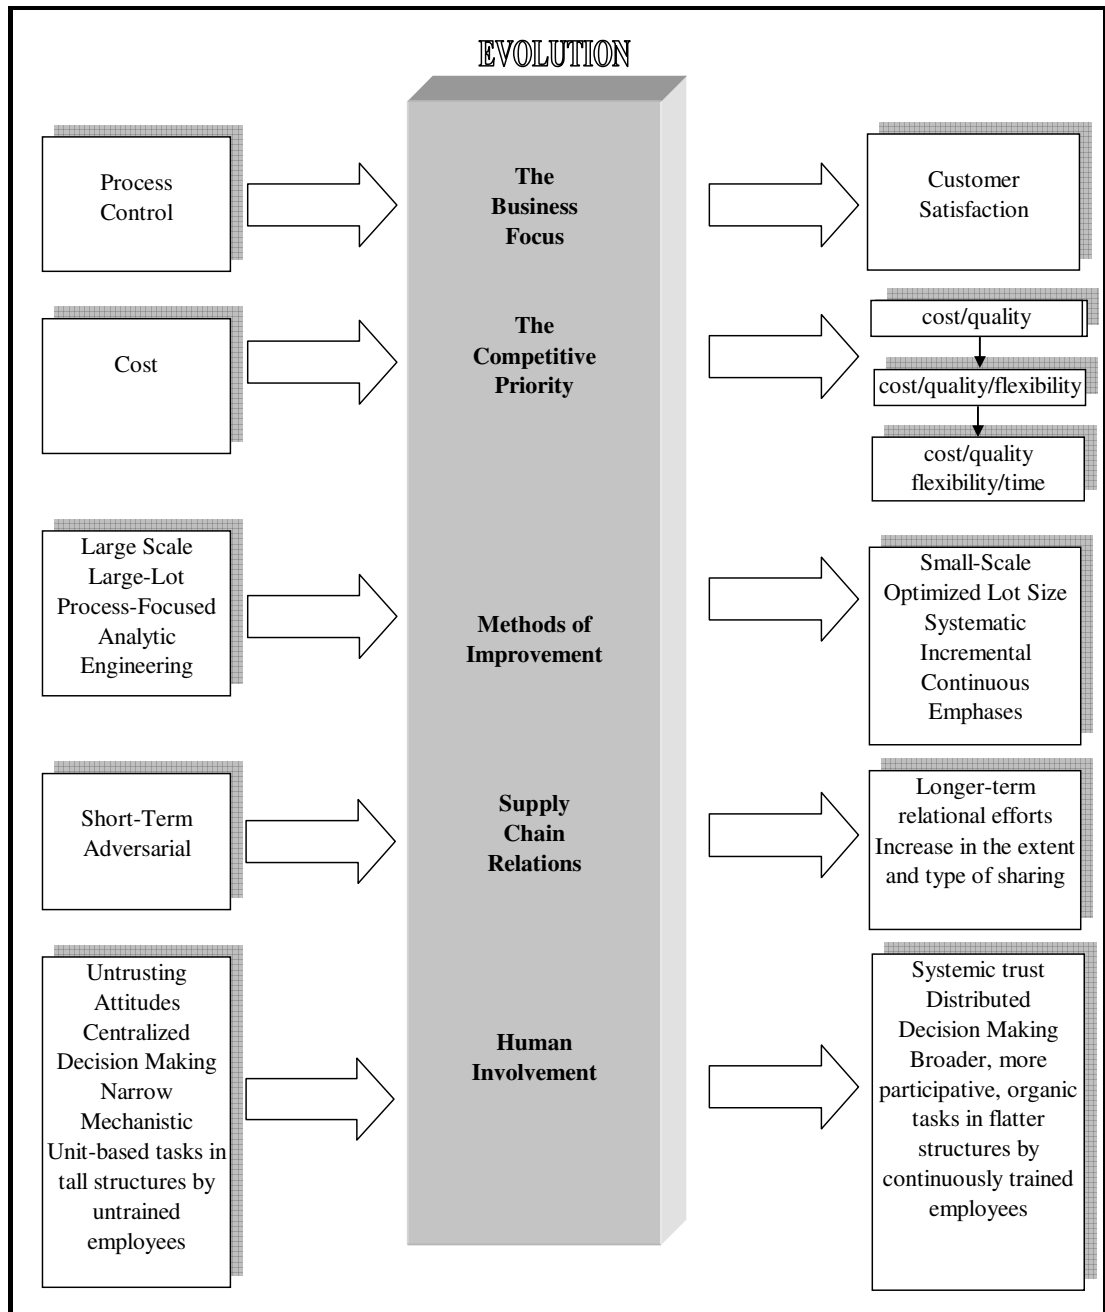 EVOLUTION
Process
Control
The
Business
Focus
Customer
Satisfaction
Cost
The
Competitive
Priority
cost/quality
cost/quality/flexibility
cost/quality
flexibility/time
Large Scale
Large-Lot
Process-Focused
Analytic
Engineering
Methods of
Improvement
Small-Scale
Optimized Lot Size
Systematic
Incremental
Continuous
Emphases
Short-Term
Adversarial
Supply
Chain
Relations
Longer-term
relational efforts
Increase in the extent
and type of sharing
Untrusting
Attitudes
Centralized
Decision Making
Narrow
Mechanistic
Unit-based tasks in
tall structures by
untrained
employees
Human
Involvement
Systemic trust
Distributed
Decision Making
Broader, more
participative, organic
tasks in flatter
structures by
continuously trained
employees